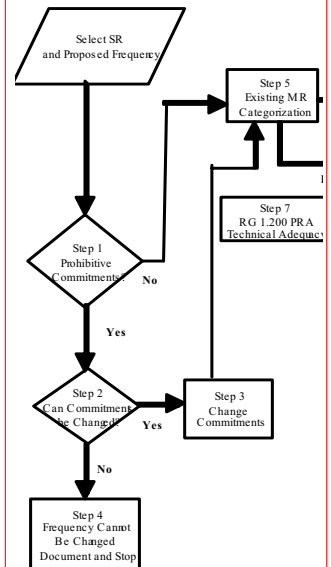 Select SR
and Proposed Frequency
Step 5
Existing MR
Categorization
Step 7
RG 1.200 PRA
Technical Adequacy
Step 1
Prohibitive
Commitments?
No
Yes
Step 2
Can Commitments
be Changed?
Yes
Step 3
Change
Commitments
No
Step 4
Frequency Cannot
Be Changed
Document and Stop